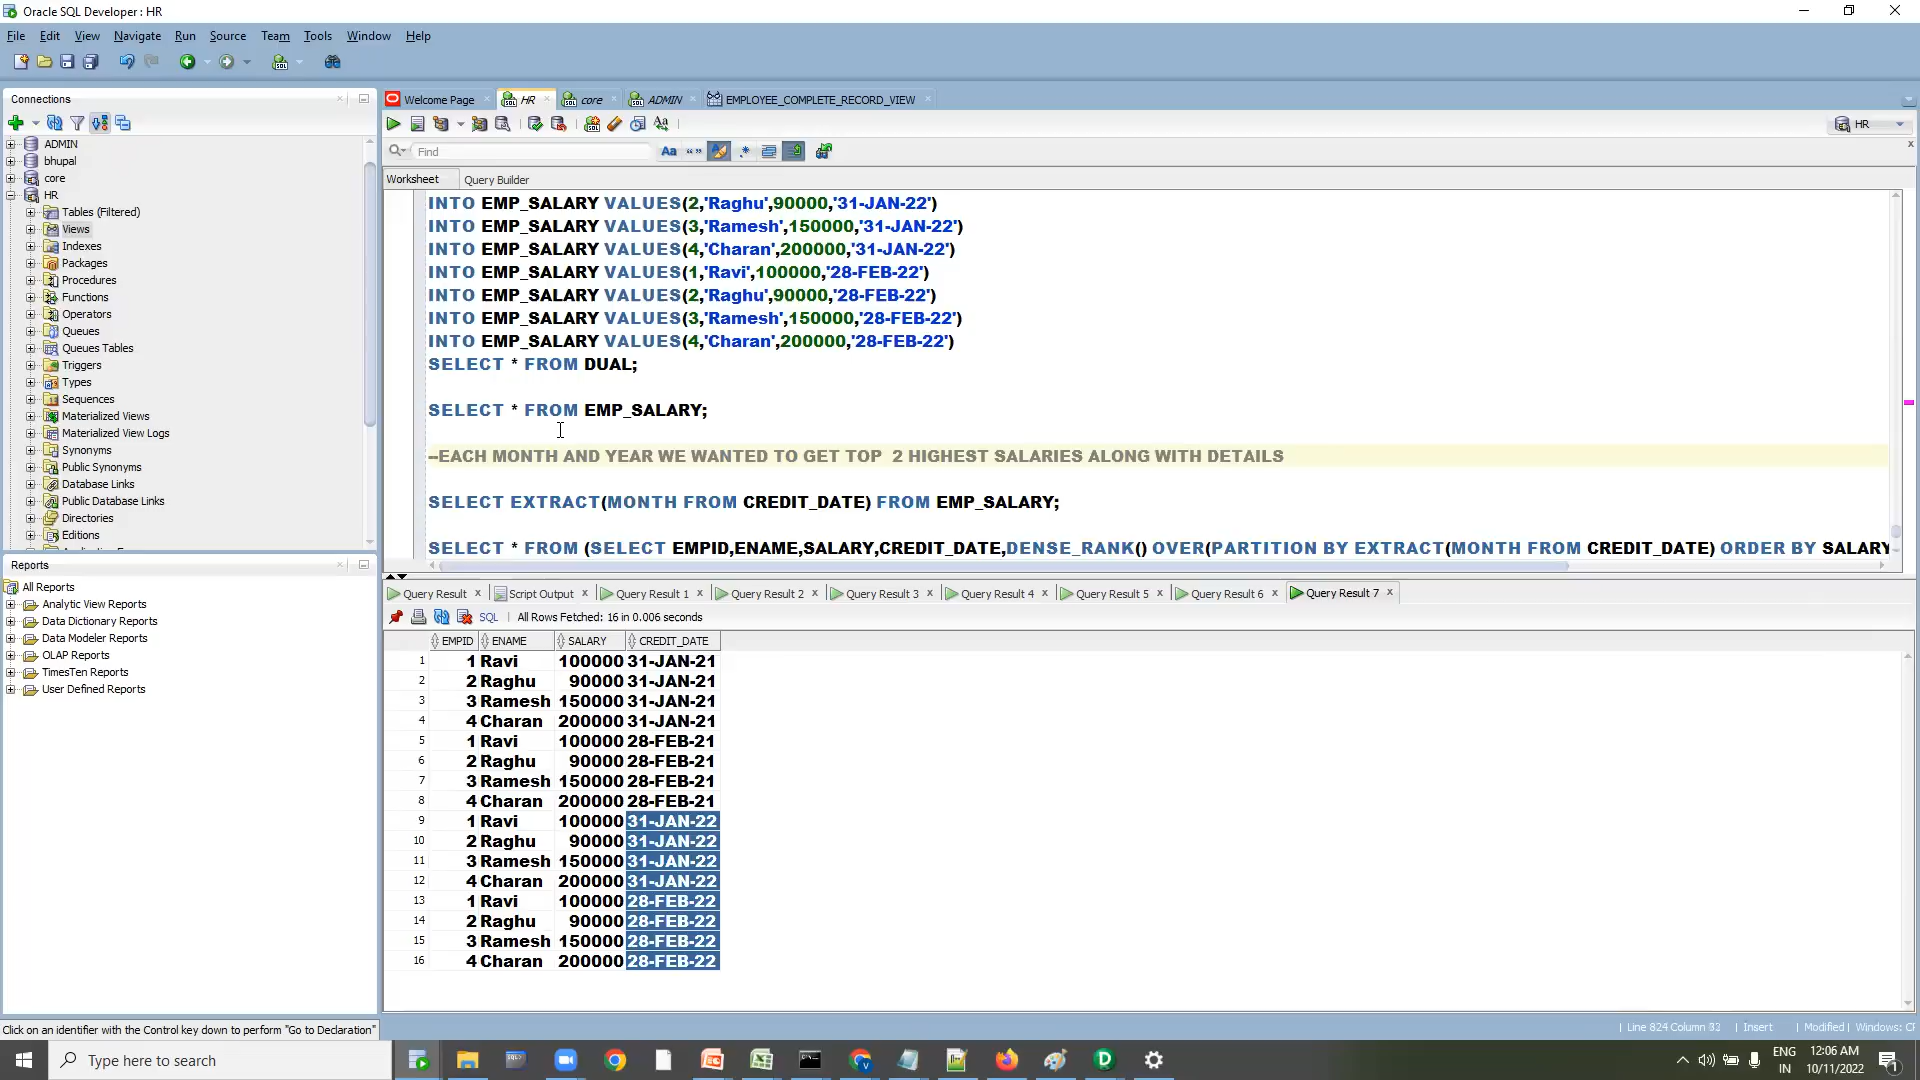 Oracle SQL Developer : HR
File Edit View Navigate Run Source Team Tools Window Help
Connections
ADMIN
bhupal
core
HR
Tables (Filtered)
Views
Indexes
Packages
Procedures
Functions
Operators
Queues
Queues Tables
Triggers
Types
Sequences
Materialized Views
Materialized View Logs
Synonyms
Public Synonyms
Database Links
Public Database Links
Directories
Editions
Reports
All Reports
Analytic View Reports
Data Dictionary Reports
Data Modeler Reports
OLAP Reports
TimesTen Reports
User Defined Reports
Welcome Page HR core ADMIN EMPLOYEE_COMPLETE_RECORD_VIEW
HR
Find
Worksheet Query Builder
INTO EMP_SALARY VALUES(2,'Raghu',90000,'31-JAN-22')
INTO EMP_SALARY VALUES(3,'Ramesh',150000,'31-JAN-22')
INTO EMP_SALARY VALUES(4,'Charan',200000,'31-JAN-22')
INTO EMP_SALARY VALUES(1,'Ravi',100000,'28-FEB-22')
INTO EMP_SALARY VALUES(2,'Raghu',90000,'28-FEB-22')
INTO EMP_SALARY VALUES(3,'Ramesh',150000,'28-FEB-22')
INTO EMP_SALARY VALUES(4,'Charan',200000,'28-FEB-22')
SELECT * FROM DUAL;
SELECT * FROM EMP_SALARY;
--EACH MONTH AND YEAR WE WANTED TO GET TOP  2 HIGHEST SALARIES ALONG WITH DETAILS
SELECT EXTRACT(MONTH FROM CREDIT_DATE) FROM EMP_SALARY;
SELECT * FROM (SELECT EMPID,ENAME,SALARY,CREDIT_DATE,DENSE_RANK() OVER(PARTITION BY EXTRACT(MONTH FROM CREDIT_DATE) ORDER BY SALARY
Query Result Script Output Query Result 1 Query Result 2 Query Result 3 Query Result 4 Query Result 5 Query Result 6 Query Result 7
SQL | All Rows Fetched: 16 in 0.006 seconds
EMPID ENAME SALARY CREDIT_DATE
1 1 Ravi 100000 31-JAN-21
2 2 Raghu 90000 31-JAN-21
3 3 Ramesh 150000 31-JAN-21
4 4 Charan 200000 31-JAN-21
5 1 Ravi 100000 28-FEB-21
6 2 Raghu 90000 28-FEB-21
7 3 Ramesh 150000 28-FEB-21
8 4 Charan 200000 28-FEB-21
9 1 Ravi 100000 31-JAN-22
10 2 Raghu 90000 31-JAN-22
11 3 Ramesh 150000 31-JAN-22
12 4 Charan 200000 31-JAN-22
13 1 Ravi 100000 28-FEB-22
14 2 Raghu 90000 28-FEB-22
15 3 Ramesh 150000 28-FEB-22
16 4 Charan 200000 28-FEB-22
Click on an identifier with the Control key down to perform "Go to Declaration"
Line 824 Column 83 | Insert | Modified | Windows:
Type here to search
ENG
IN
12:06 AM
10/11/2022